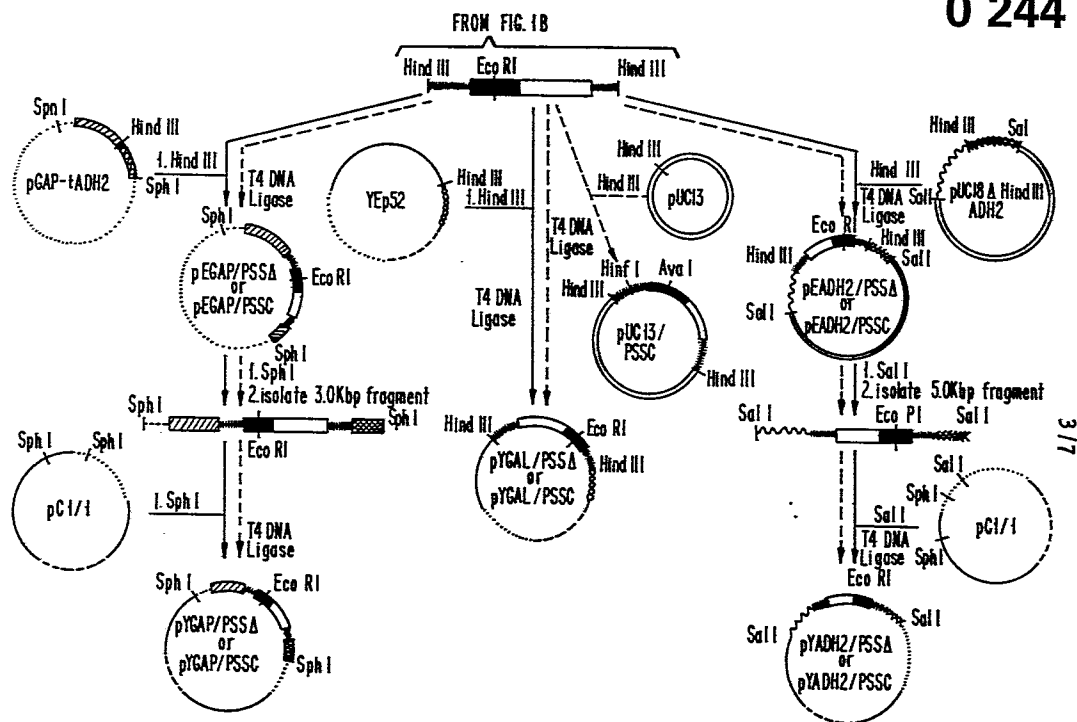 0 244
FROM FIG. 1B
Hind III
Eco RI
Hind III
Spn I
Hind III
pGAP-tADH2
Sph I
1. Hind III
T4 DNA
Ligase
YEp52
Hind III
1. Hind III
Hind III
Hind III
pUC13
Hind III
Sal
pUC18 Δ Hind III
ADH2
Sal I
Hind III
T4 DNA
Ligase
Sph I
pEGAP/PSSΔ
or
pEGAP/PSSC
Eco RI
Sph I
T4 DNA
Ligase
T4 DNA
Ligase
Hinf I
Ava I
Hind III
pUC13/
PSSC
Hind III
Eco RI
Hind III
Sal I
Hind III
pEADH2/PSSΔ
or
pEADH2/PSSC
Sal I
1. Sph I
2. isolate 3.0Kbp fragment
Sph I
Sph I
Eco RI
1. Sal I
2. isolate 5.0Kbp fragment
Sal I
Eco PI
Sal I
3/7
Sph I
Sph I
pC1/1
1. Sph I
T4 DNA
Ligase
Hind III
Eco RI
pYGAL/PSSΔ
or
pYGAL/PSSC
Hind III
Sal I
Sph I
pC1/1
Sph I
Sal I
T4 DNA
Ligase
Sph I
Eco RI
pYGAP/PSSΔ
or
pYGAP/PSSC
Sph I
Eco RI
Sal I
Sal I
pYADH2/PSSΔ
or
pYADH2/PSSC